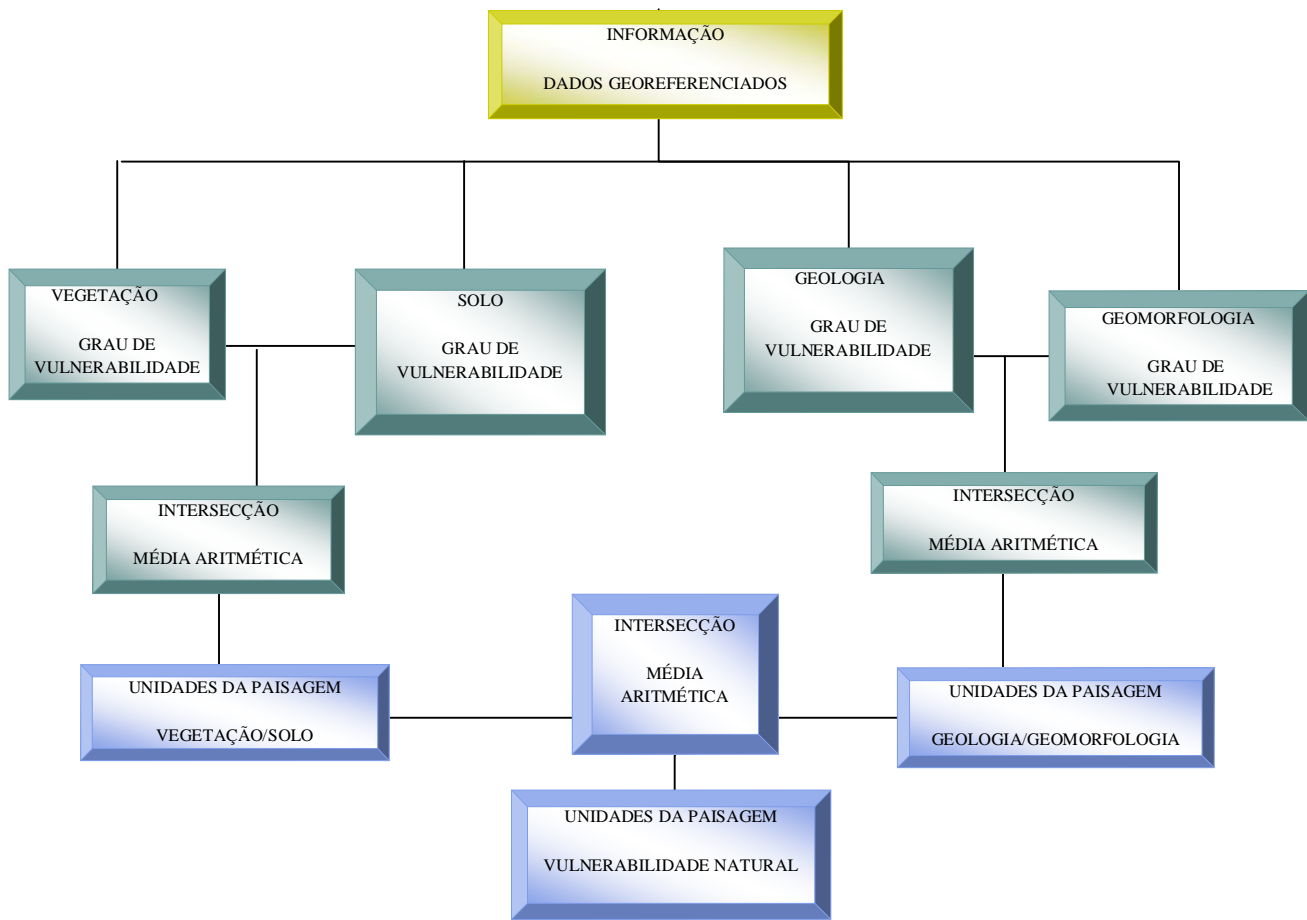 INFORMAÇÃO
DADOS GEOREFERENCIADOS
VEGETAÇÃO
GRAU DE
VULNERABILIDADE
SOLO
GRAU DE
VULNERABILIDADE
GEOLOGIA
GRAU DE
VULNERABILIDADE
GEOMORFOLOGIA
GRAU DE
VULNERABILIDADE
INTERSECÇÃO
MÉDIA ARITMÉTICA
INTERSECÇÃO
MÉDIA ARITMÉTICA
UNIDADES DA PAISAGEM
VEGETAÇÃO/SOLO
INTERSECÇÃO
MÉDIA
ARITMÉTICA
UNIDADES DA PAISAGEM
GEOLOGIA/GEOMORFOLOGIA
UNIDADES DA PAISAGEM
VULNERABILIDADE NATURAL